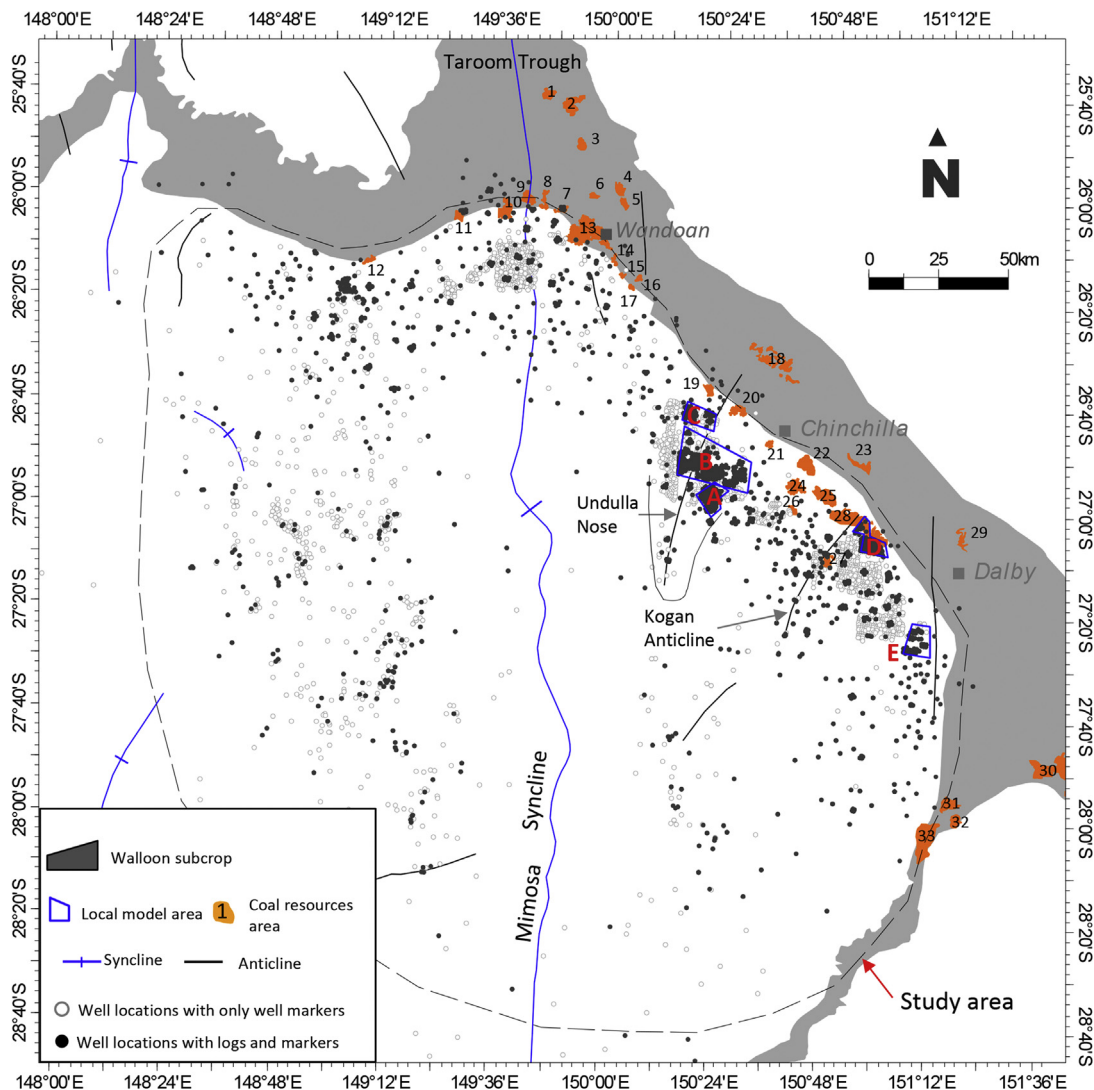 148°00'E 148°24'E 148°48'E 149°12'E 149°36'E 150°00'E 150°24'E 150°48'E 151°12'E
Taroom Trough
25°40'S
25°40'S
1
2
3
N
26°00'S
26°00'S
4
5
6
7
8
9
10
11
12
13
Wandoan
0 25 50km
14
15
16
17
26°20'S
26°20'S
18
19
20
26°40'S
26°40'S
C
Chinchilla
21
22
23
B
A
24
25
26
27°00'S
27°00'S
Undulla
Nose
28
29
D
27
Dalby
27°20'S
27°20'S
Kogan
Anticline
E
27°40'S
27°40'S
30
31
32
33
28°00'S
28°00'S
Mimosa Syncline
Walloon subcrop
Local model area
1
Coal resources
area
Syncline
Anticline
Well locations with only well markers
Well locations with logs and markers
28°20'S
28°20'S
Study area
28°40'S
28°40'S
148°00'E 148°24'E 148°48'E 149°12'E 149°36'E 150°00'E 150°24'E 150°48'E 151°12'E